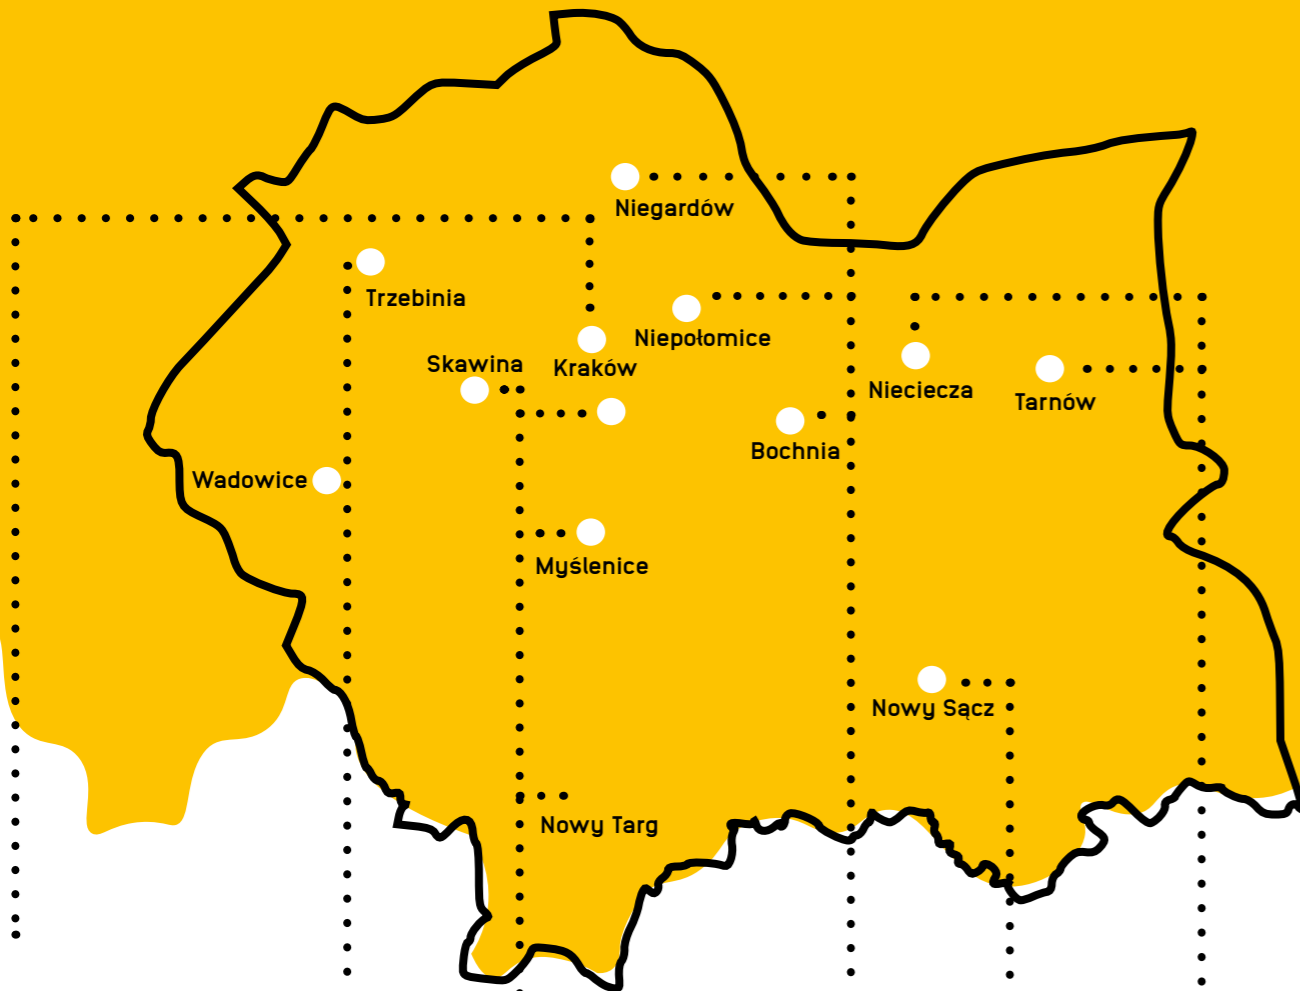 Niegardów
Trzebinia
Niepołomice
Skawina
Kraków
Nieciecza
Tarnów
Bochnia
Wadowice
Myślenice
Nowy Sącz
Nowy Targ